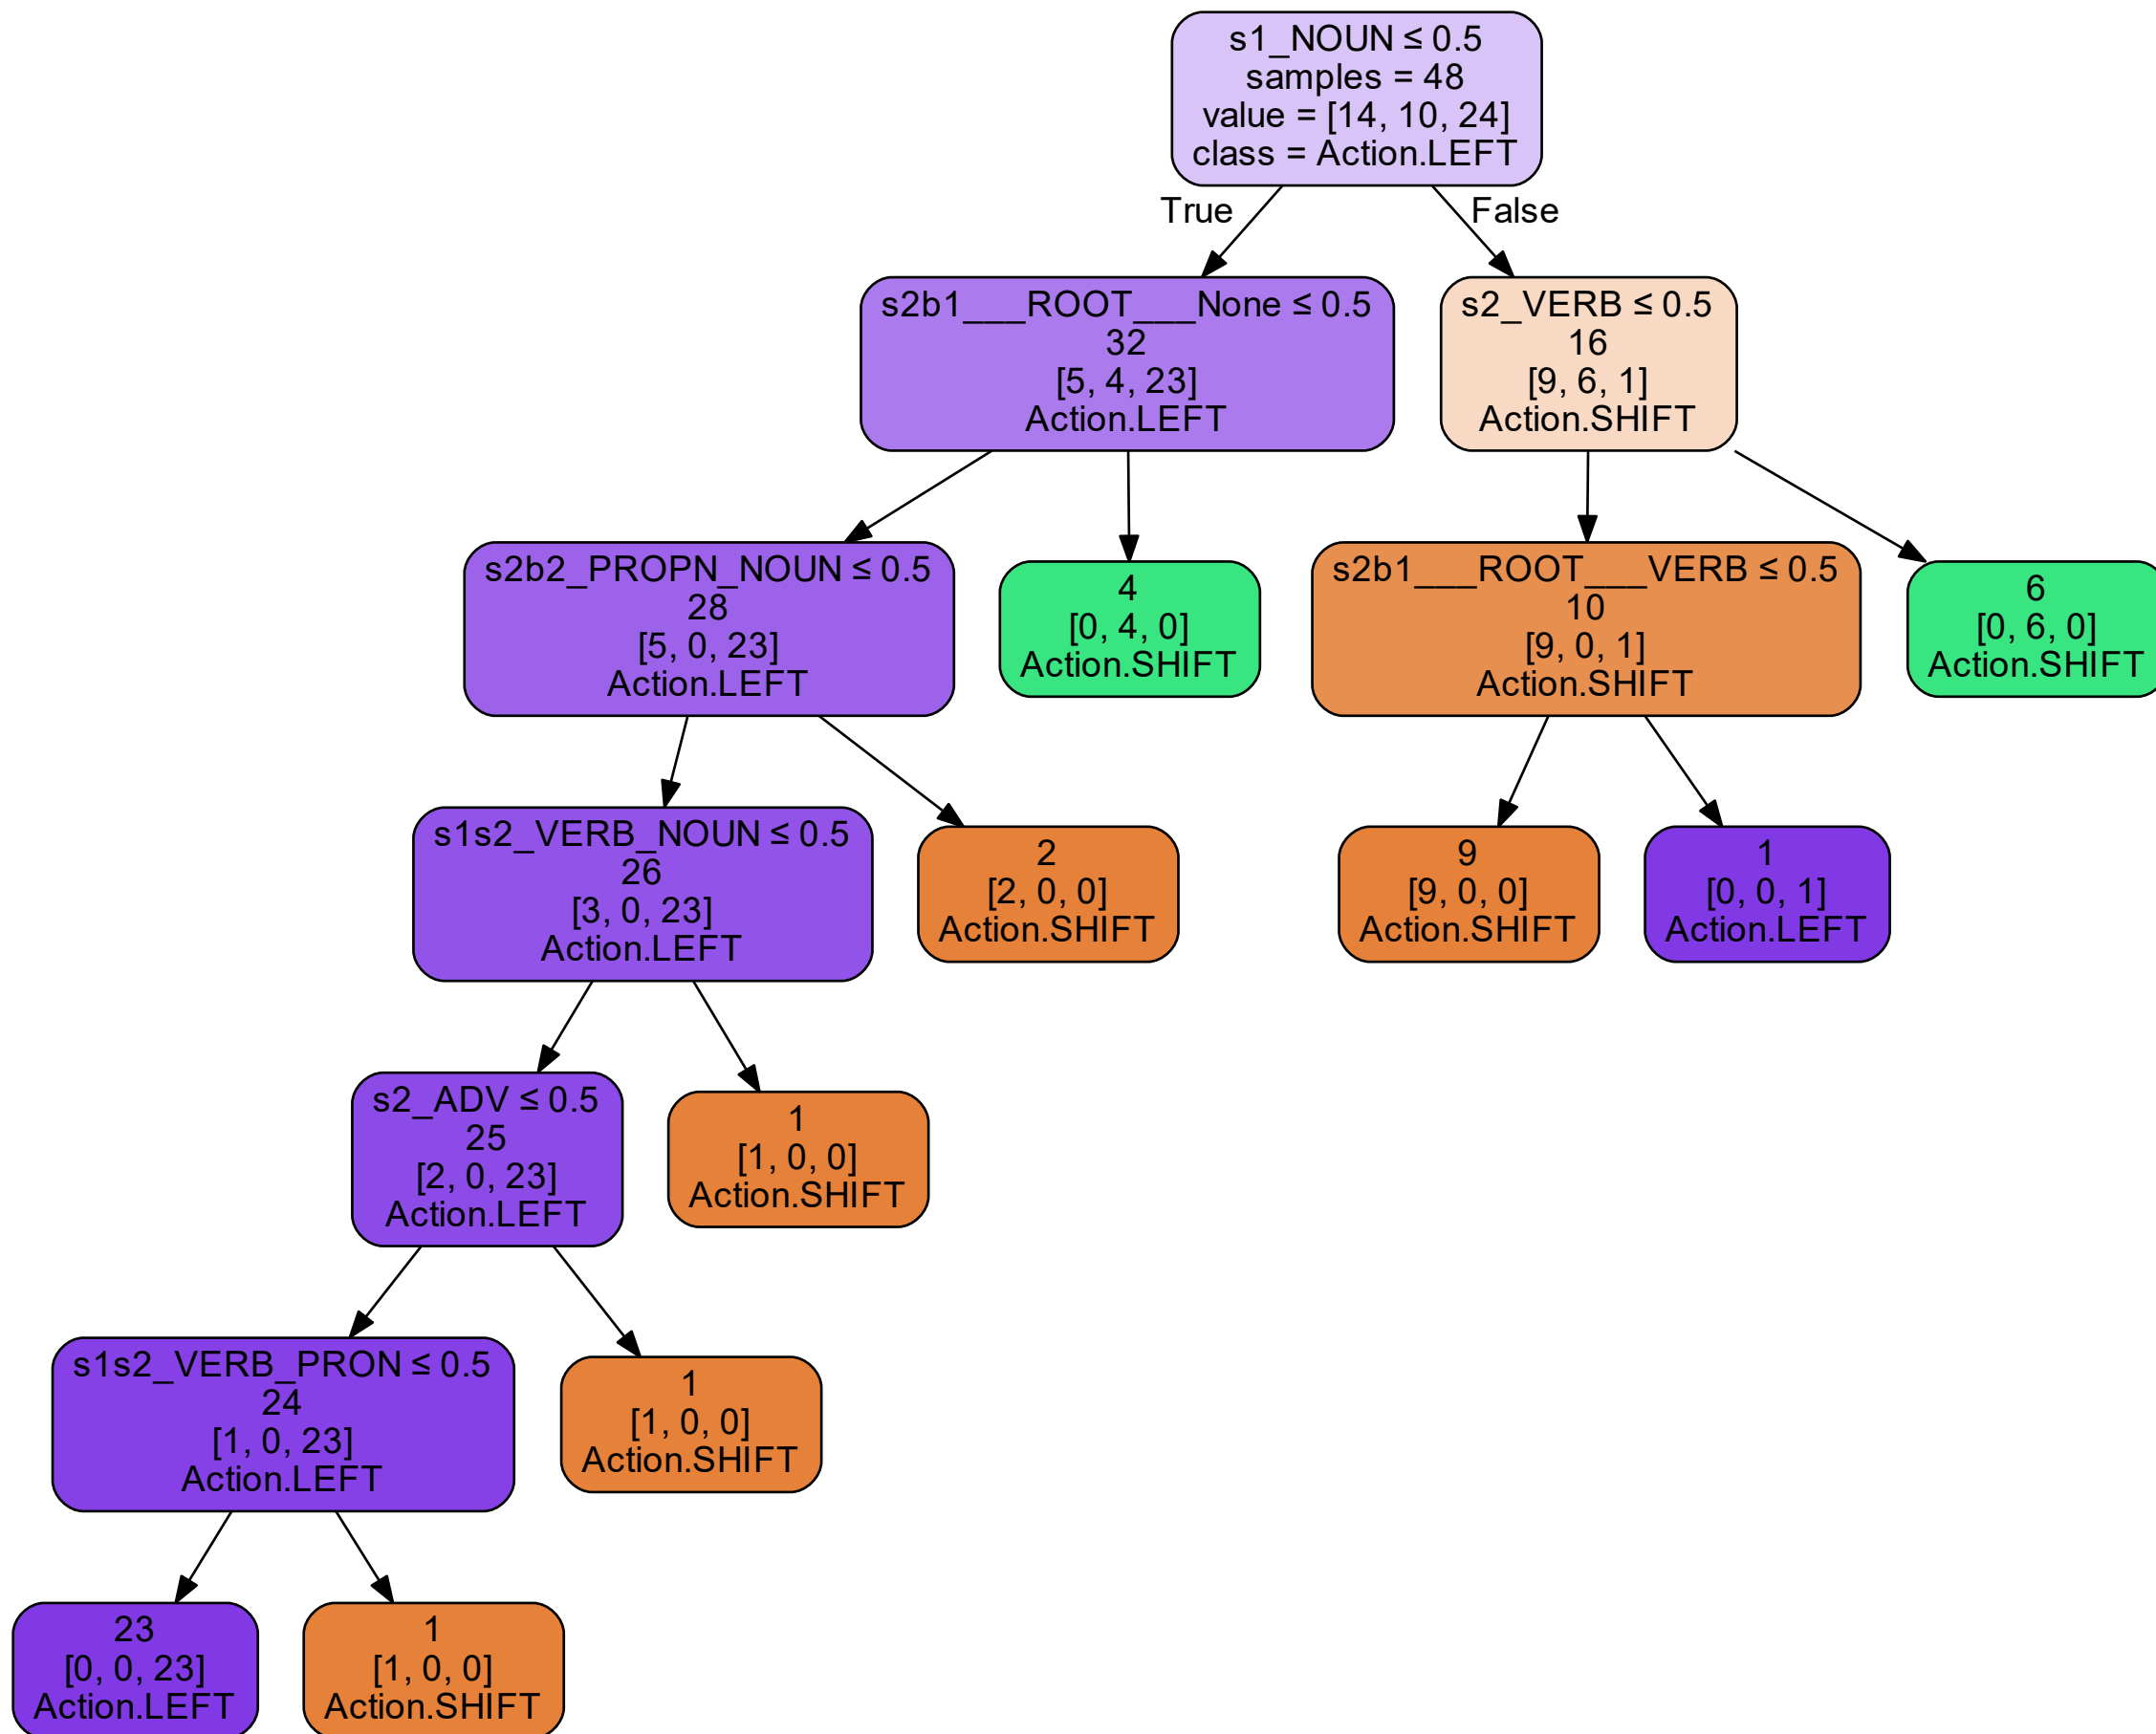 s1_NOUN ≤ 0.5
samples = 48
value = [14, 10, 24]
class = Action.LEFT
True
False
s2b1___ROOT___None ≤ 0.5
32
[5, 4, 23]
Action.LEFT
s2_VERB ≤ 0.5
16
[9, 6, 1]
Action.SHIFT
s2b2_PROPN_NOUN ≤ 0.5
28
[5, 0, 23]
Action.LEFT
4
[0, 4, 0]
Action.SHIFT
s2b1___ROOT___VERB ≤ 0.5
10
[9, 0, 1]
Action.SHIFT
6
[0, 6, 0]
Action.SHIFT
s1s2_VERB_NOUN ≤ 0.5
26
[3, 0, 23]
Action.LEFT
2
[2, 0, 0]
Action.SHIFT
9
[9, 0, 0]
Action.SHIFT
1
[0, 0, 1]
Action.LEFT
s2_ADV ≤ 0.5
25
[2, 0, 23]
Action.LEFT
1
[1, 0, 0]
Action.SHIFT
s1s2_VERB_PRON ≤ 0.5
24
[1, 0, 23]
Action.LEFT
1
[1, 0, 0]
Action.SHIFT
23
[0, 0, 23]
Action.LEFT
1
[1, 0, 0]
Action.SHIFT